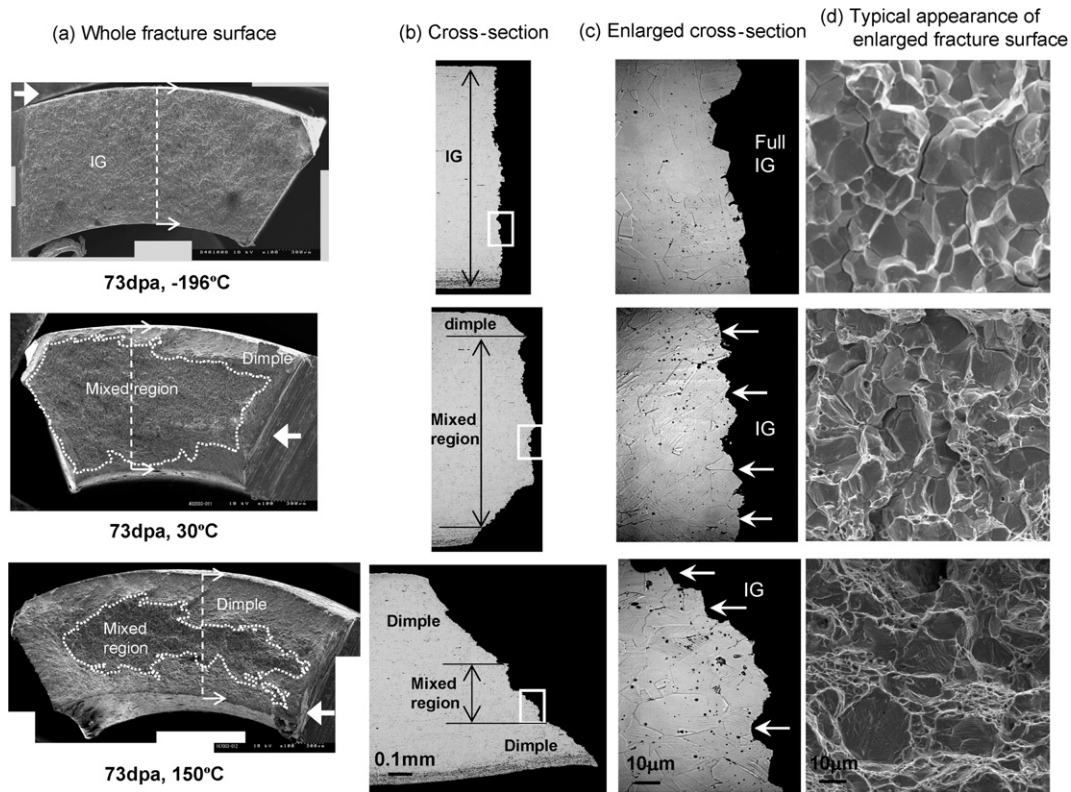 (a) Whole fracture surface
(b) Cross-section
(c) Enlarged cross-section
(d) Typical appearance of
enlarged fracture surface
IG
73dpa, -196ºC
IG
Full
IG
Dimple
Mixed region
73dpa, 30ºC
dimple
Mixed
region
IG
Dimple
Mixed
region
73dpa, 150ºC
Dimple
Mixed
region
Dimple
0.1mm
IG
10μm
10μm